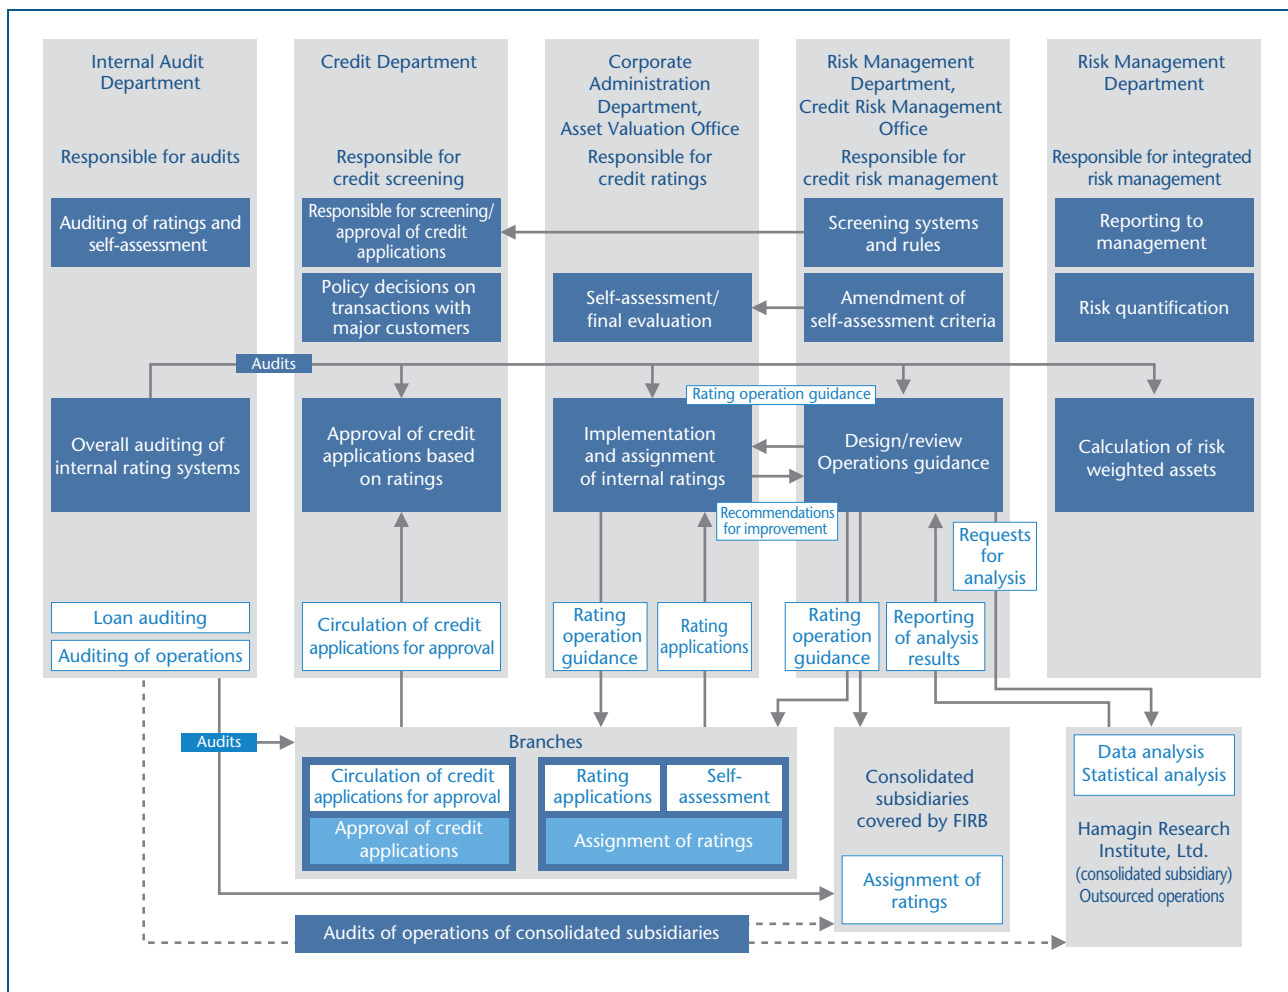 Internal Audit
Department
Responsible for audits
Auditing of ratings and
self-assessment
Overall auditing of
internal rating systems
Loan auditing
Auditing of operations
Credit Department
Responsible for
credit screening
Responsible for screening/
approval of credit
applications
Policy decisions on
transactions with
major customers
Audits
Approval of credit
applications based
on ratings
Circulation of credit
applications for approval
Corporate
Administration
Department,
Asset Valuation Office
Responsible for
credit ratings
Self-assessment/
final evaluation
Rating operation guidance
Implementation
and assignment
of internal ratings
Recommendations
for improvement
Rating
operation
guidance
Rating
applications
Risk Management
Department,
Credit Risk Management
Office
Responsible for
credit risk management
Screening systems
and rules
Amendment of
self-assessment criteria
Design/review
Operations guidance
Requests
for
analysis
Rating
operation
guidance
Reporting
of analysis
results
Risk Management
Department
Responsible for integrated
risk management
Reporting to
management
Risk quantification
Calculation of risk
weighted assets
Audits
Branches
Circulation of credit
applications for approval
Approval of credit
applications
Rating
applications
Self-
assessment
Assignment of ratings
Consolidated
subsidiaries
covered by FIRB
Assignment of
ratings
Data analysis
Statistical analysis
Hamagin Research
Institute, Ltd.
(consolidated subsidiary)
Outsourced operations
Audits of operations of consolidated subsidiaries